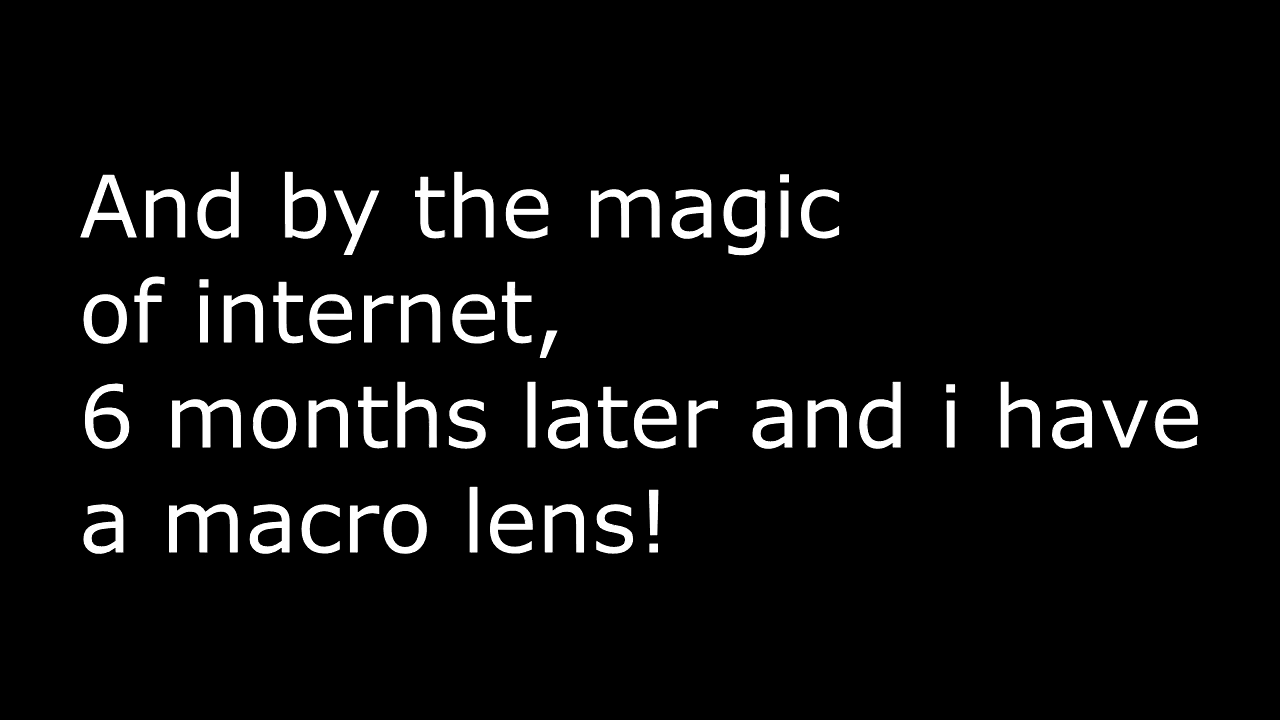 And by the magic
of internet,
6 months later and i have
a macro lens!